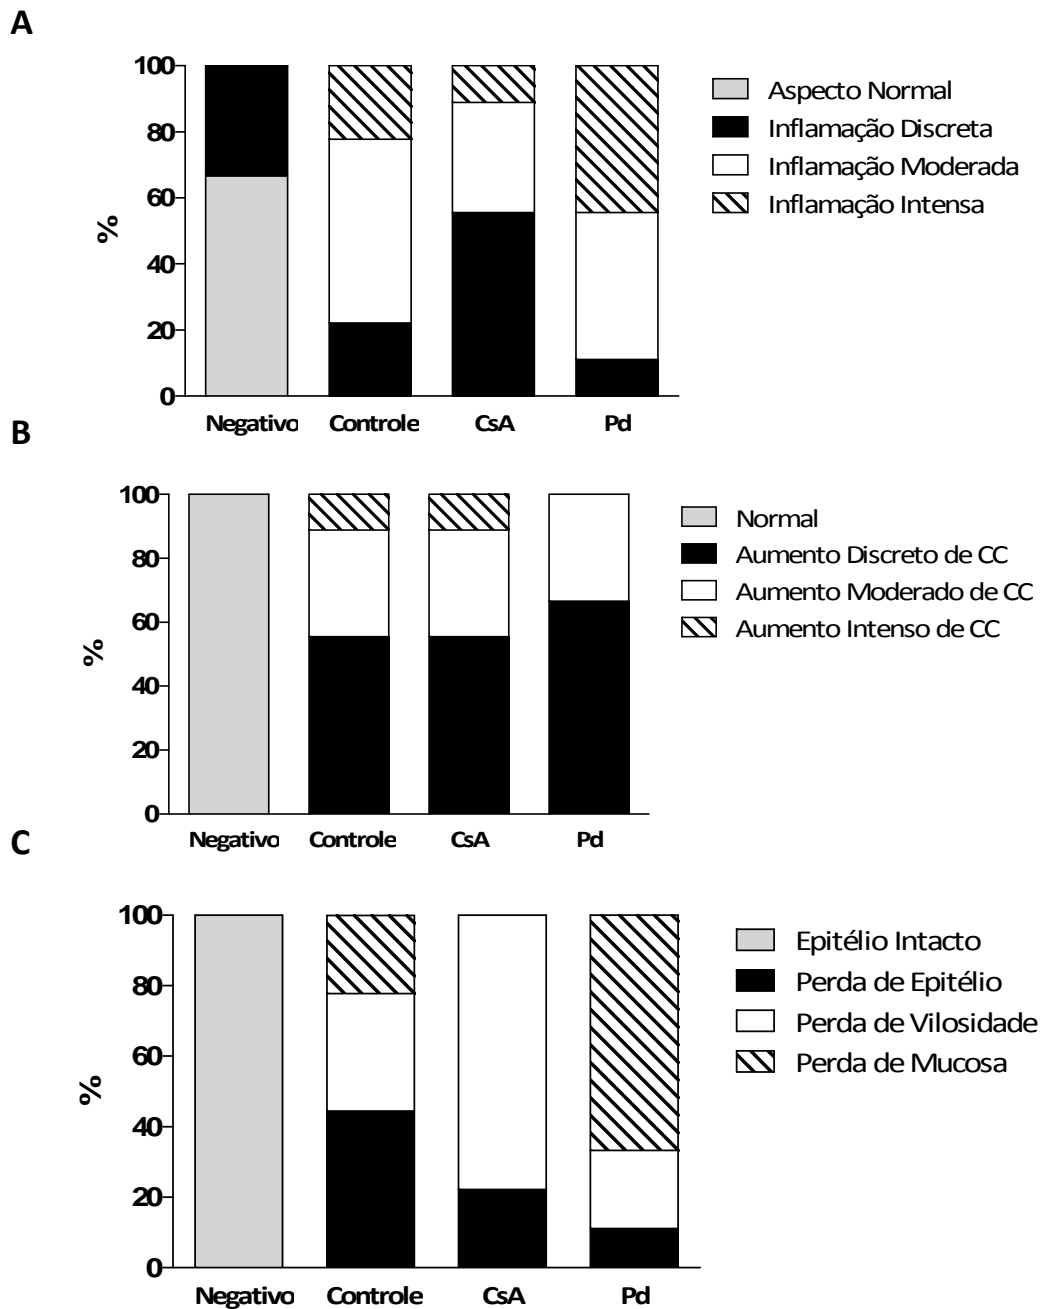 A
100
80
60
40
20
0
%
Negativo Controle CsA Pd
Aspecto Normal
Inflamação Discreta
Inflamação Moderada
Inflamação Intensa
B
100
80
60
40
20
0
%
Negativo Controle CsA Pd
Normal
Aumento Discreto de CC
Aumento Moderado de CC
Aumento Intenso de CC
C
100
80
60
40
20
0
%
Negativo Controle CsA Pd
Epitélio Intacto
Perda de Epitélio
Perda de Vilosidade
Perda de Mucosa